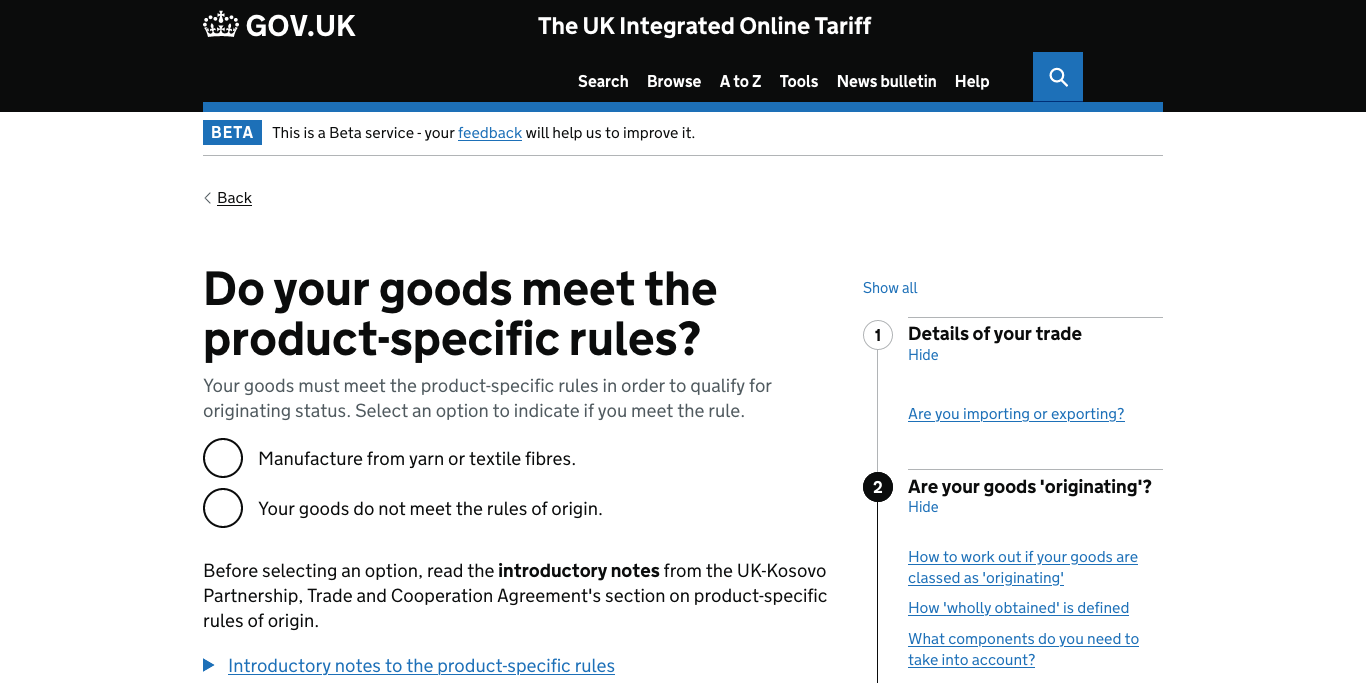 GOV.UK
The UK Integrated Online Tariff
Search Browse A to Z Tools News bulletin Help
BETA This is a Beta service - your feedback will help us to improve it.
Back
Do your goods meet the
product-specific rules?
Your goods must meet the product-specific rules in order to qualify for
originating status. Select an option to indicate if you meet the rule.
Manufacture from yarn or textile fibres.
Your goods do not meet the rules of origin.
Before selecting an option, read the introductory notes from the UK-Kosovo
Partnership, Trade and Cooperation Agreement's section on product-specific
rules of origin.
Introductory notes to the product-specific rules
Show all
1 Details of your trade
Hide
Are you importing or exporting?
2 Are your goods 'originating'?
Hide
How to work out if your goods are
classed as 'originating'
How 'wholly obtained' is defined
What components do you need to
take into account?